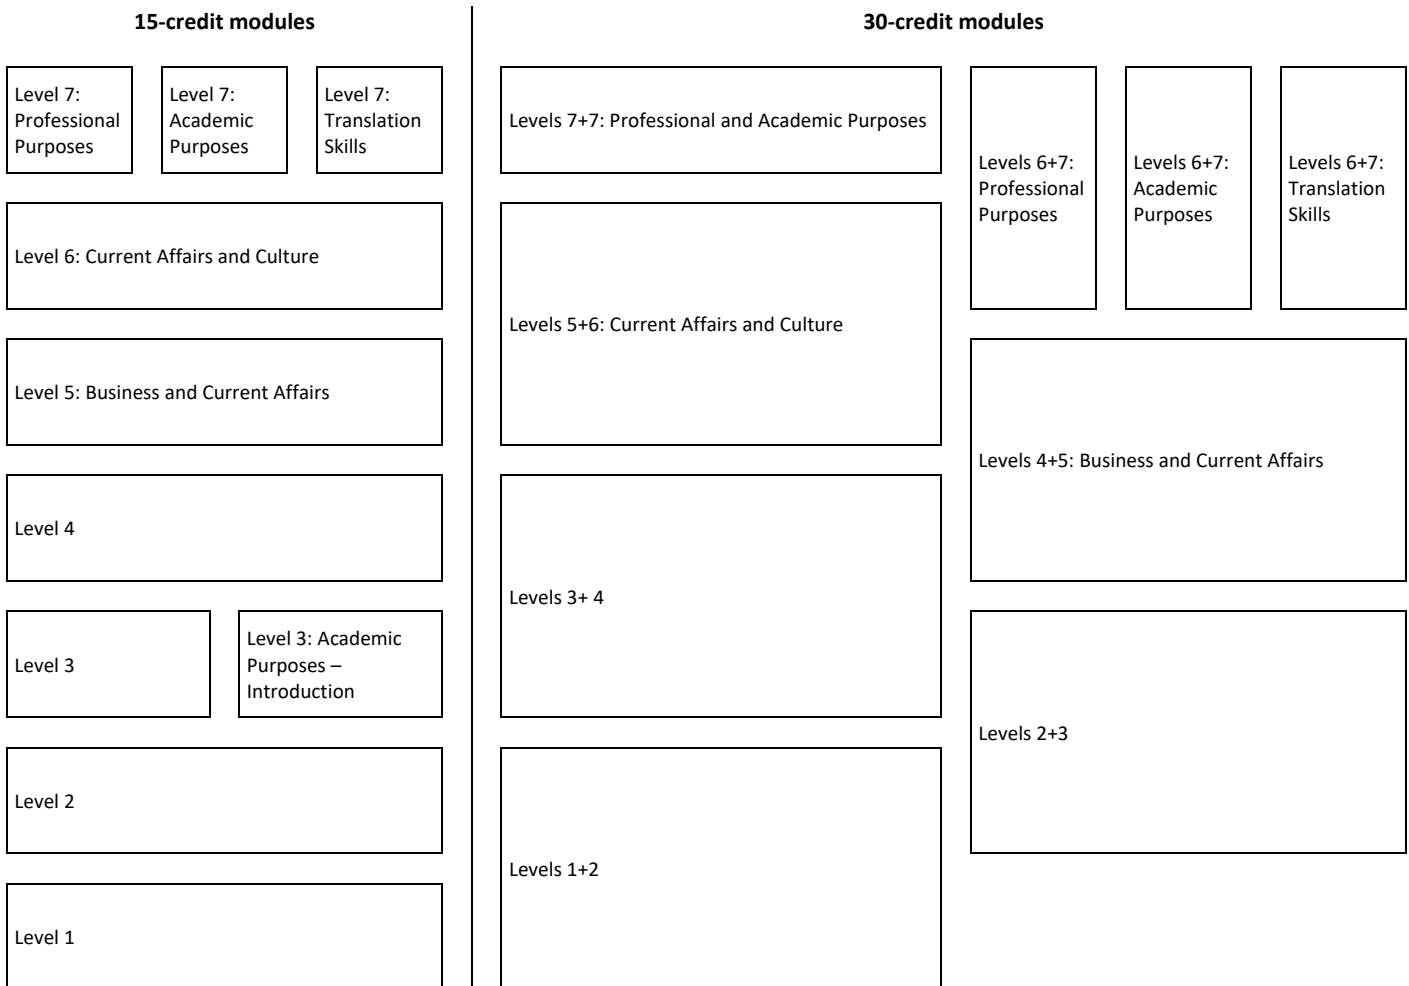 15-credit modules
30-credit modules
Level 7:
Professional
Purposes
Level 7:
Academic
Purposes
Level 7:
Translation
Skills
Level 6: Current Affairs and Culture
Level 5: Business and Current Affairs
Level 4
Level 3
Level 3: Academic
Purposes –
Introduction
Level 2
Level 1
Levels 7+7: Professional and Academic Purposes
Levels 5+6: Current Affairs and Culture
Levels 3+ 4
Levels 1+2
Levels 6+7:
Professional
Purposes
Levels 6+7:
Academic
Purposes
Levels 6+7:
Translation
Skills
Levels 4+5: Business and Current Affairs
Levels 2+3